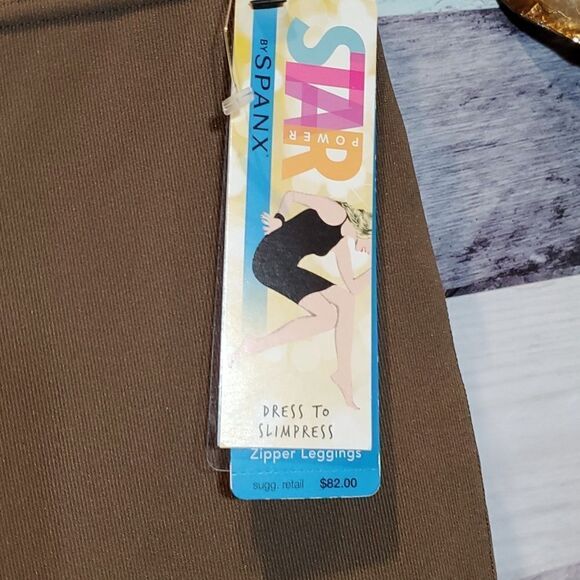 STAR
POWER
BY SPANX®
DRESS TO
SLIMPRESS
Zipper Leggings
sugg. retail $82.00